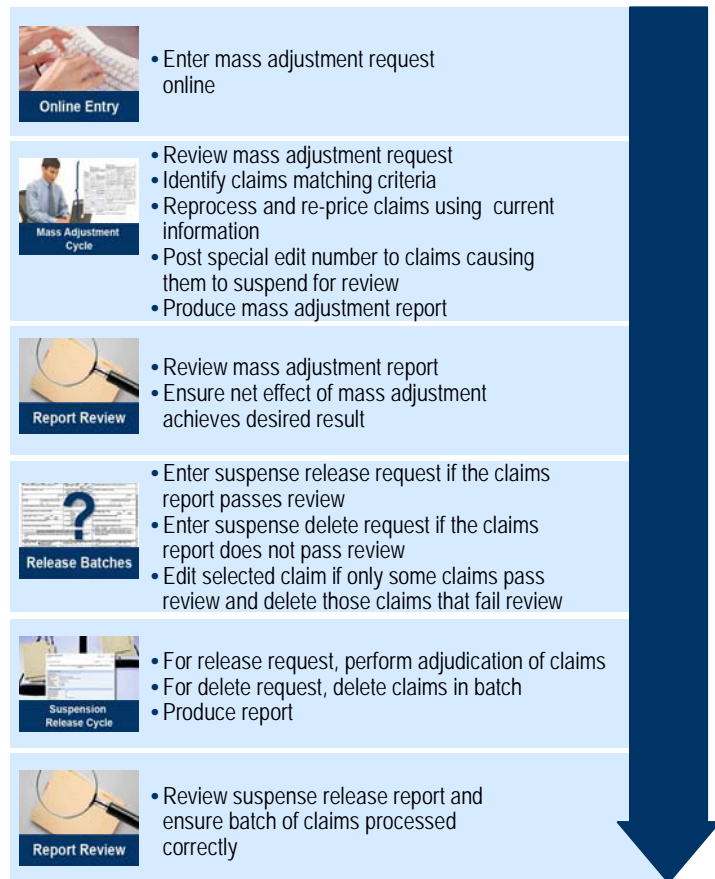 Online Entry
• Enter mass adjustment request
online
Mass Adjustment
Cycle
• Review mass adjustment request
• Identify claims matching criteria
• Reprocess and re-price claims using current
information
• Post special edit number to claims causing
them to suspend for review
• Produce mass adjustment report
Report Review
• Review mass adjustment report
• Ensure net effect of mass adjustment
achieves desired result
?
Release Batches
• Enter suspense release request if the claims
report passes review
• Enter suspense delete request if the claims
report does not pass review
• Edit selected claim if only some claims pass
review and delete those claims that fail review
Suspension
Release Cycle
• For release request, perform adjudication of claims
• For delete request, delete claims in batch
• Produce report
Report Review
• Review suspense release report and
ensure batch of claims processed
correctly